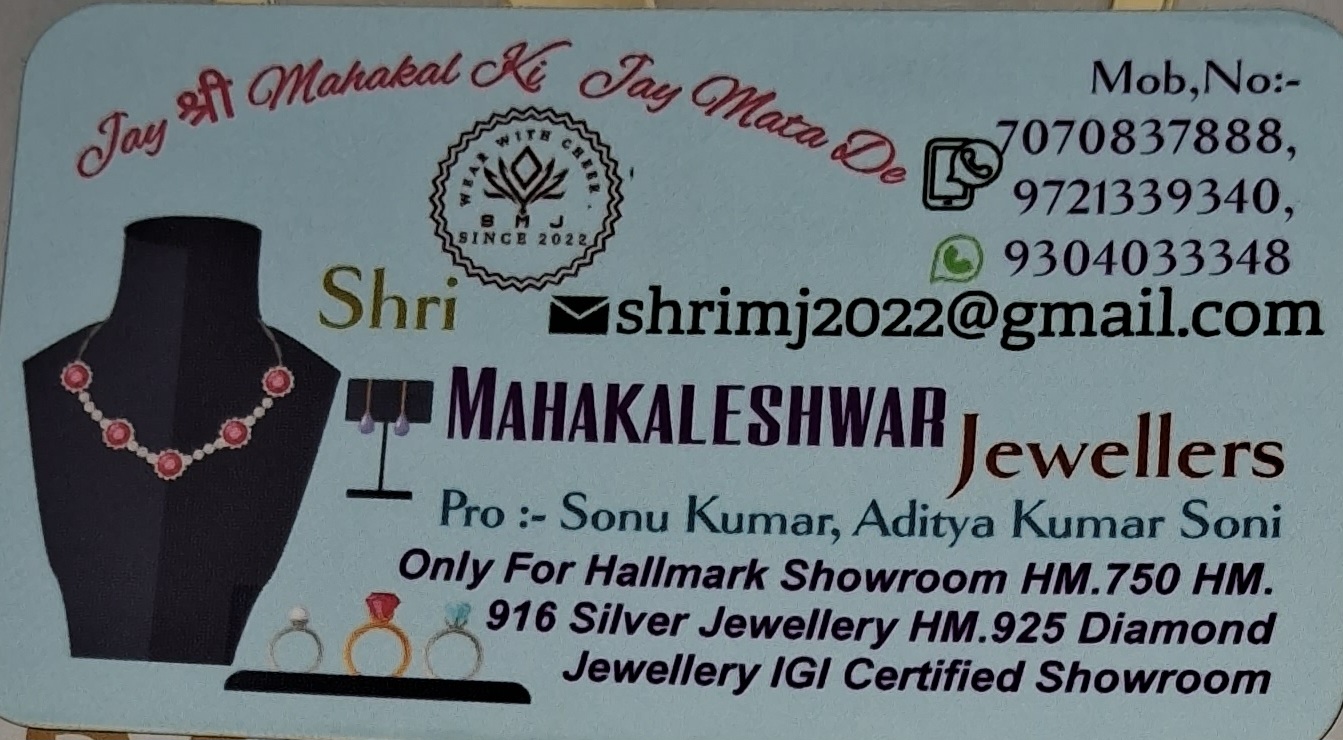 Jay श्री Mahakal Ki Jay Mata De
Mob,No:-
7070837888,
9721339340,
9304033348
WEAR WITH CHEER
SMJ
SINCE 2022
Shri
shrimj2022@gmail.com
MAHAKALESHWAR
Jewellers
Pro :- Sonu Kumar, Aditya Kumar Soni
Only For Hallmark Showroom HM.750 HM.
916 Silver Jewellery HM.925 Diamond
Jewellery IGI Certified Showroom